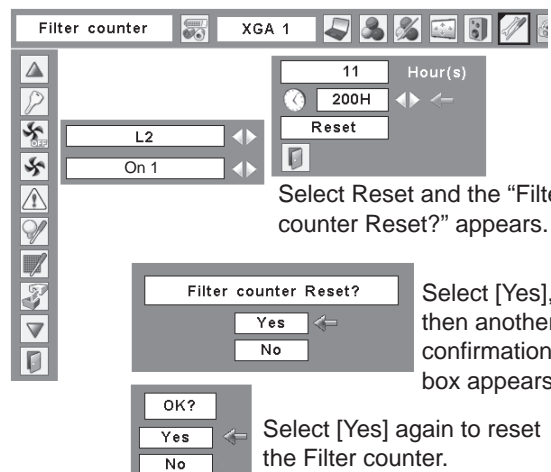 Filter counter
XGA 1
11 Hour(s)
200H
Reset
OFF
L2
On 1
Select Reset and the “Filte
counter Reset?” appears.
Filter counter Reset?
Yes
No
Select [Yes],
then another
confirmation
box appears
OK?
Yes
No
Select [Yes] again to reset
the Filter counter.